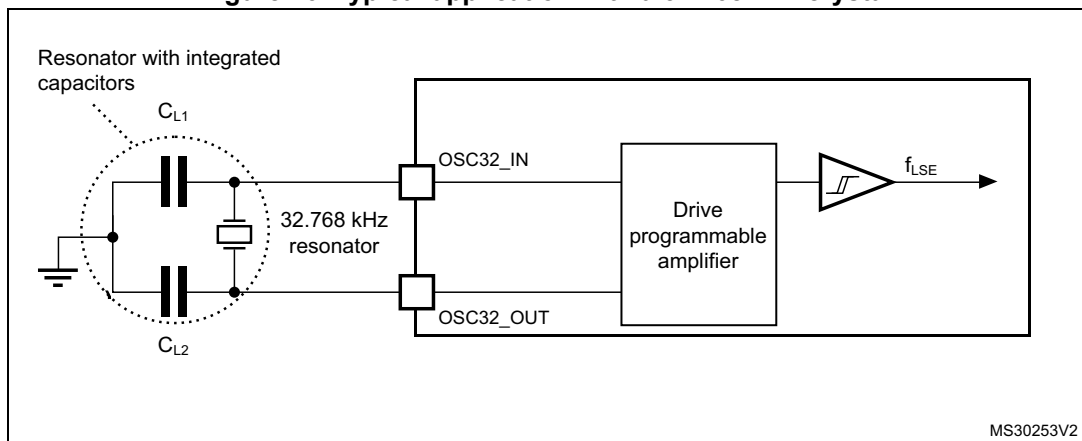 Resonator with integrated
capacitors
CL1
OSC32_IN
fLSE
32.768 kHz
resonator
Drive
programmable
amplifier
OSC32_OUT
CL2
MS30253V2